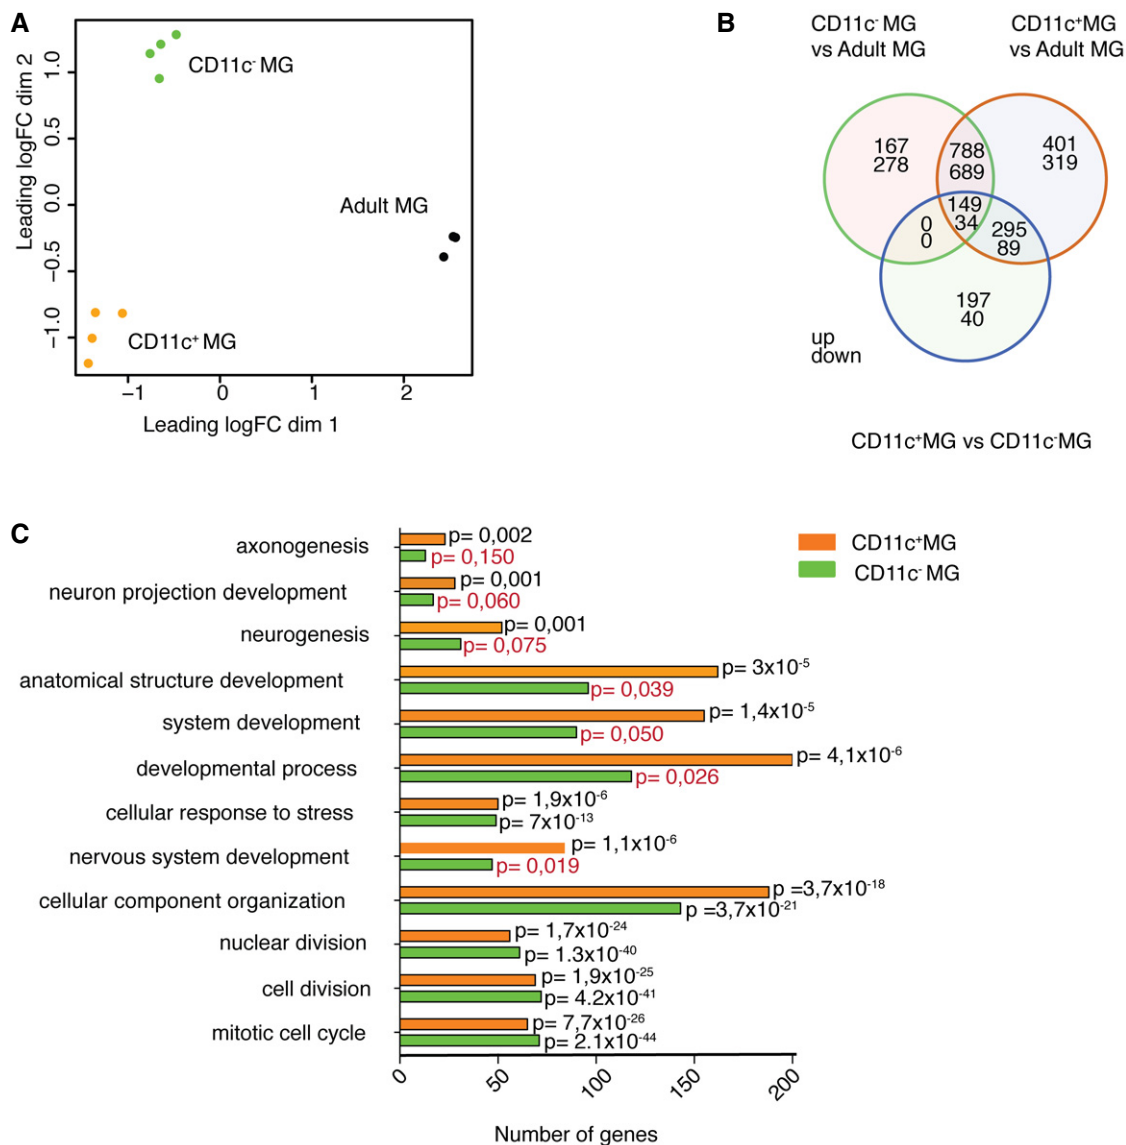 A
Leading logFC dim 2
1.0
0.5
0.0
−0.5
−1.0
CD11c- MG
Adult MG
CD11c+ MG
−1
0
1
2
Leading logFC dim 1
B
CD11c- MG
vs Adult MG
CD11c+MG
vs Adult MG
167
278
788
689
401
319
149
34
0
0
295
89
197
40
up
down
CD11c+MG vs CD11c-MG
C
CD11c+MG
CD11c- MG
axonogenesis
p= 0,002
p= 0,150
neuron projection development
p= 0,001
p= 0,060
neurogenesis
p= 0,001
p= 0,075
anatomical structure development
p= 3x10-5
p= 0,039
system development
p= 1,4x10-5
p= 0,050
developmental process
p= 4,1x10-6
p= 0,026
cellular response to stress
p= 1,9x10-6
p= 7x10-13
nervous system development
p= 1,1x10-6
p= 0,019
cellular component organization
p =3,7x10-18
p =3,7x10-21
nuclear division
p= 1,7x10-24
p= 1.3x10-40
cell division
p= 1,9x10-25
p= 4.2x10-41
mitotic cell cycle
p= 7,7x10-26
p= 2.1x10-44
0
50
100
150
200
Number of genes